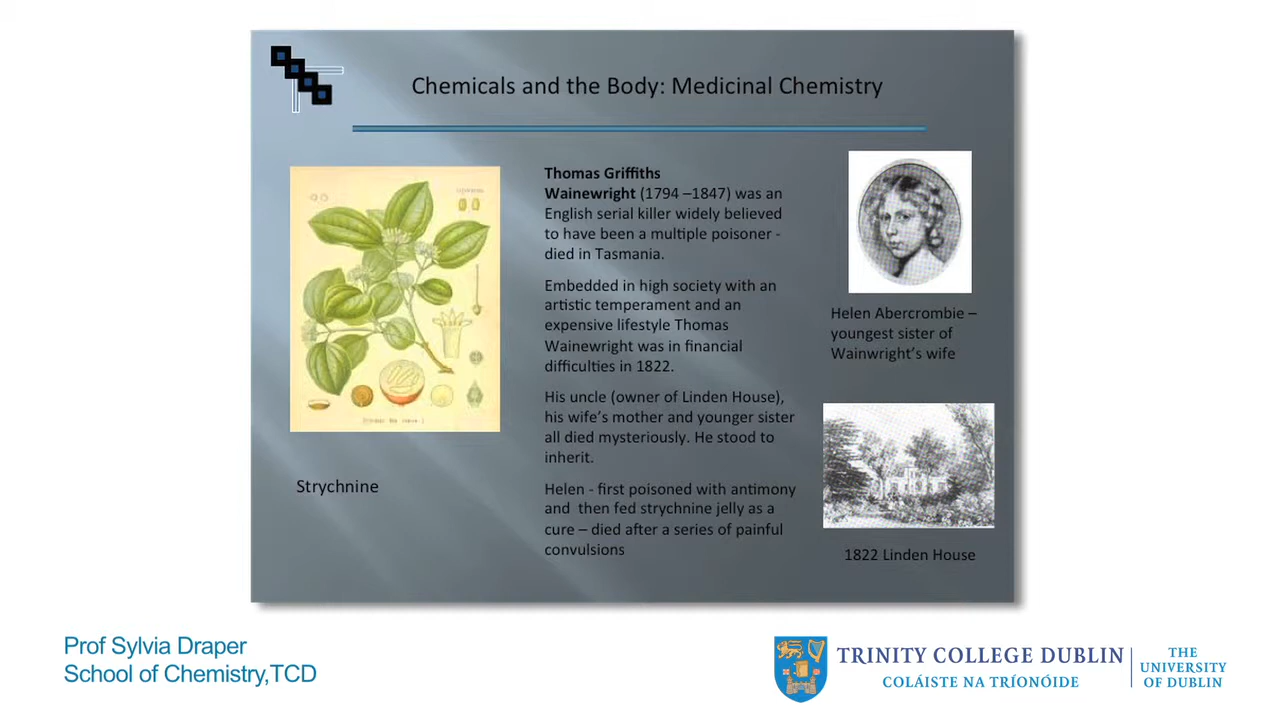 Chemicals and the Body: Medicinal Chemistry
Thomas Griffiths
Wainewright (1794 –1847) was an
English serial killer widely believed
to have been a multiple poisoner -
died in Tasmania.
Embedded in high society with an
artistic temperament and an
expensive lifestyle Thomas
Wainewright was in financial
difficulties in 1822.
His uncle (owner of Linden House),
his wife's mother and younger sister
all died mysteriously. He stood to
inherit.
Helen - first poisoned with antimony
and then fed strychnine jelly as a
cure – died after a series of painful
convulsions
Strychnine
Helen Abercrombie –
youngest sister of
Wainwright's wife
1822 Linden House
Prof Sylvia Draper
School of Chemistry,TCD
TRINITY COLLEGE DUBLIN
COLÁISTE NA TRÍONÓIDE
THE
UNIVERSITY
OF DUBLIN